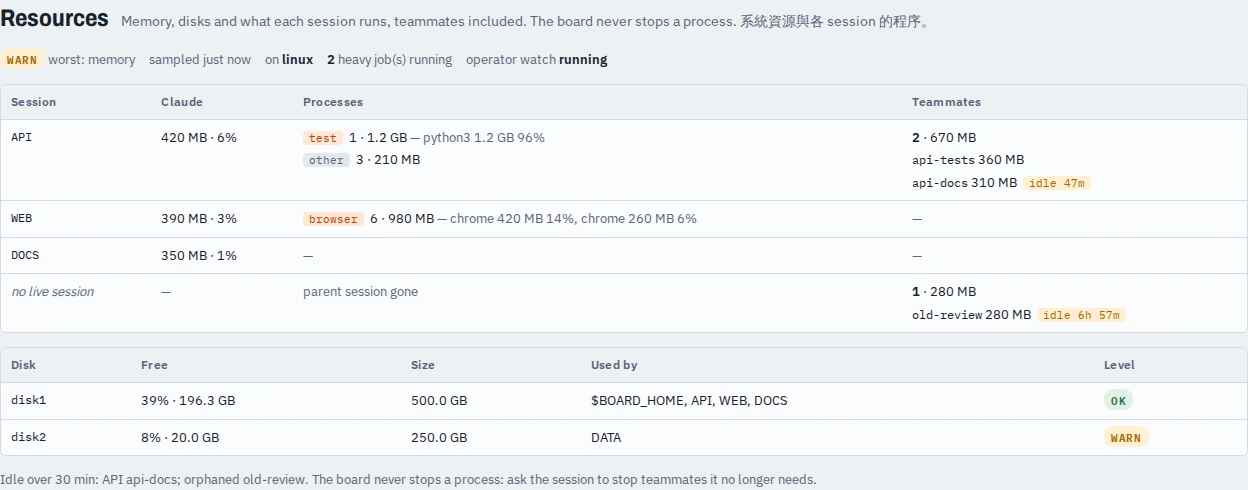 Resources Memory, disks and what each session runs, teammates included. The board never stops a process. 系統資源與各 session 的程序。
WARN worst: memory sampled just now on linux 2 heavy job(s) running operator watch running
Session Claude Processes Teammates
API 420 MB · 6% test 1 · 1.2 GB — python3 1.2 GB 96% 2 · 670 MB
other 3 · 210 MB api-tests 360 MB
api-docs 310 MB idle 47m
WEB 390 MB · 3% browser 6 · 980 MB — chrome 420 MB 14%, chrome 260 MB 6% —
DOCS 350 MB · 1% — —
no live session — parent session gone 1 · 280 MB
old-review 280 MB idle 6h 57m
Disk Free Size Used by Level
disk1 39% · 196.3 GB 500.0 GB $BOARD_HOME, API, WEB, DOCS OK
disk2 8% · 20.0 GB 250.0 GB DATA WARN
Idle over 30 min: API api-docs; orphaned old-review. The board never stops a process: ask the session to stop teammates it no longer needs.